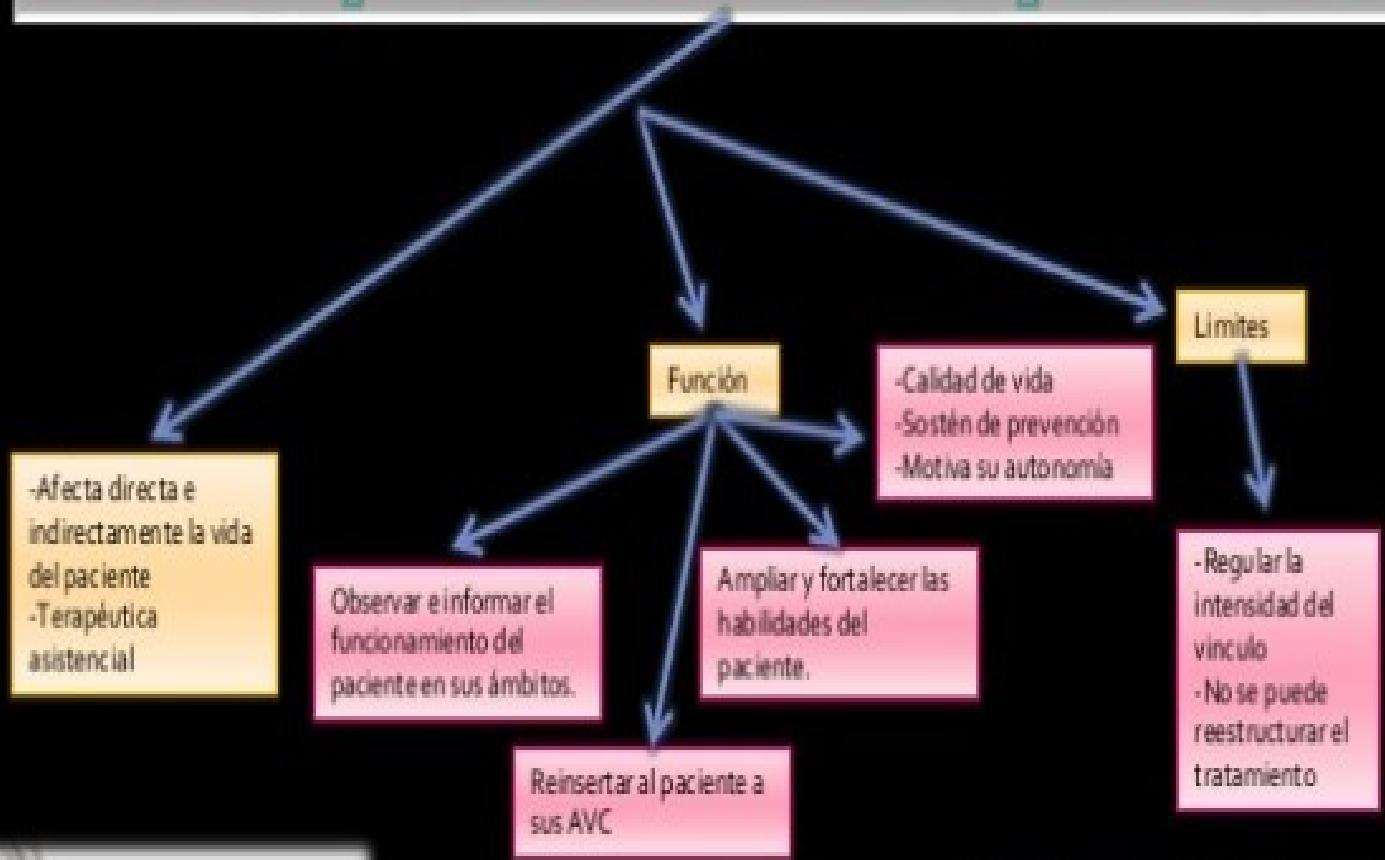 -Afecta directa e
indirectamente la vida
del paciente
-Terapéutica
asistencial
Función
Observar e informar el
funcionamiento del
paciente en sus ámbitos.
Reinsertar al paciente a
sus AVC
Ampliar y fortalecer las
habilidades del
paciente.
-Calidad de vida
-Sostén de prevención
-Motiva su autonomía
Limites
-Regular la
intensidad del
vinculo
-No se puede
reestructurar el
tratamiento